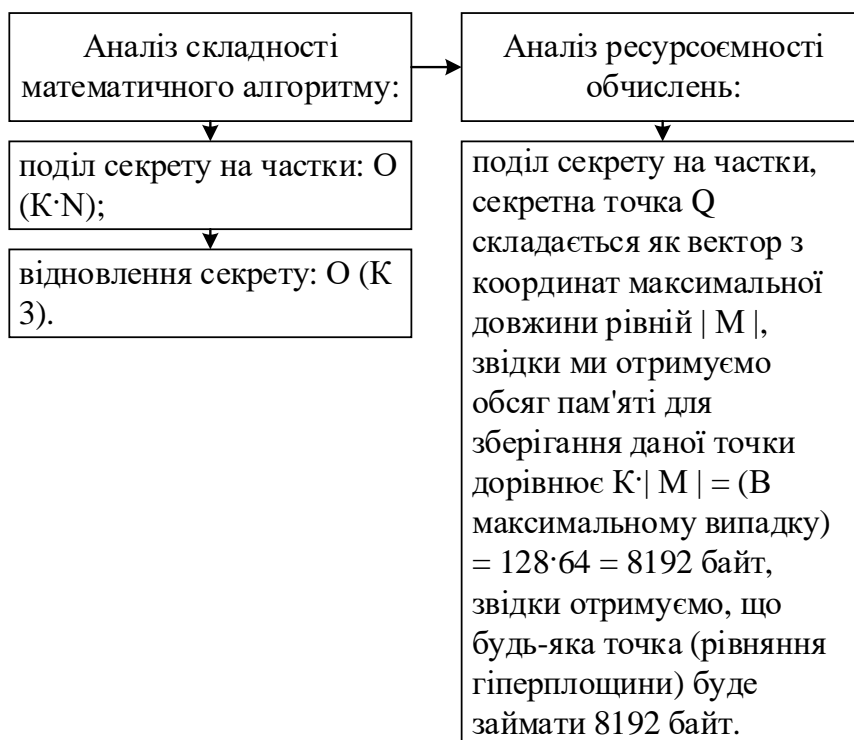 Аналіз складності
математичного алгоритму:
поділ секрету на частки: О
(К·N);
відновлення секрету: О (К
3).
Аналіз ресурсоємності
обчислень:
поділ секрету на частки,
секретна точка Q
складається як вектор з
координат максимальної
довжини рівній | M |,
звідки ми отримуємо
обсяг пам'яті для
зберігання даної точки
дорівнює К·| M | = (В
максимальному випадку)
= 128·64 = 8192 байт,
звідки отримуємо, що
будь-яка точка (рівняння
гіперплощини) буде
займати 8192 байт.